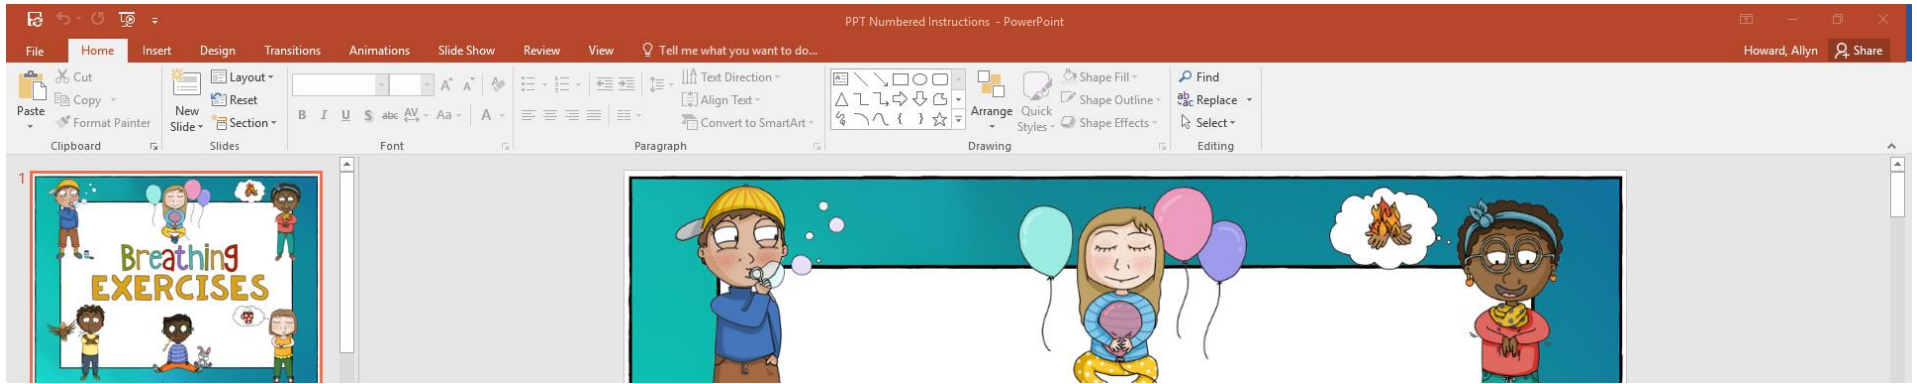 PPT Numbered Instructions - PowerPoint
File Home Insert Design Transitions Animations Slide Show Review View Tell me what you want to do... Howard, Allyn Share
Cut Layout Text Direction Shape Fill Find
Paste Copy New Slide Reset A A Align Text Arrange Quick Styles Shape Outline Replace
Format Painter Section B I U S abc AV Aa A Convert to SmartArt Shape Effects Select
Clipboard Slides Font Paragraph Drawing Editing
1
Breathing
EXERCISES